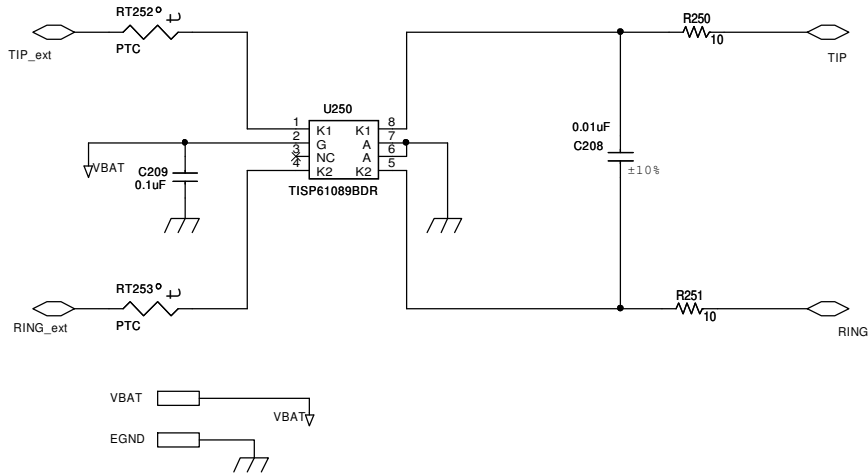 RT252
t
R250
TIP_ext
PTC
10
TIP
U250
1
K1
K1
8
2
G
A
7
3
NC
A
6
4
K2
K2
5
TISP61089BDR
VBAT
C209
0.1uF
0.01uF
C208
±10%
RT253
t
R251
RING_ext
PTC
10
RING
VBAT
VBAT
EGND